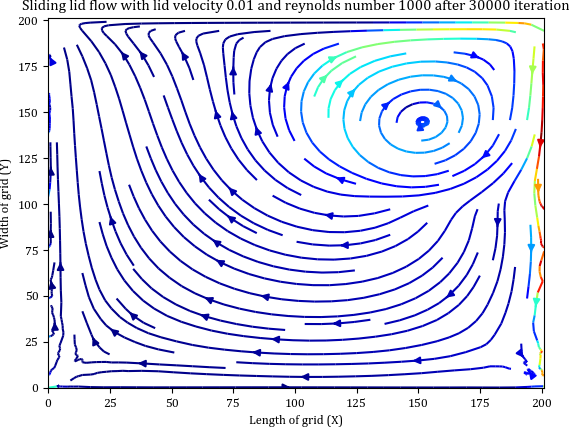 Sliding lid flow with lid velocity 0.01 and reynolds number 1000 after 30000 iteration
200
175
150
125
100
75
50
25
0
Width of grid (Y)
0 25 50 75 100 125 150 175 200
Length of grid (X)